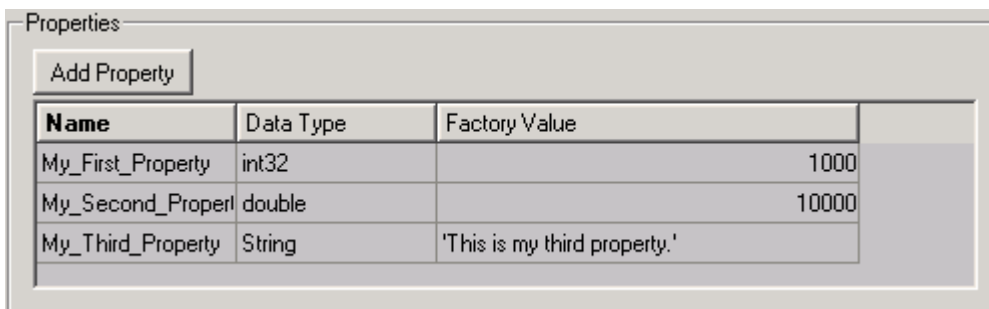 Properties
Add Property
Name Data Type Factory Value
My_First_Property int32 1000
My_Second_Propert double 10000
My_Third_Property String 'This is my third property.'